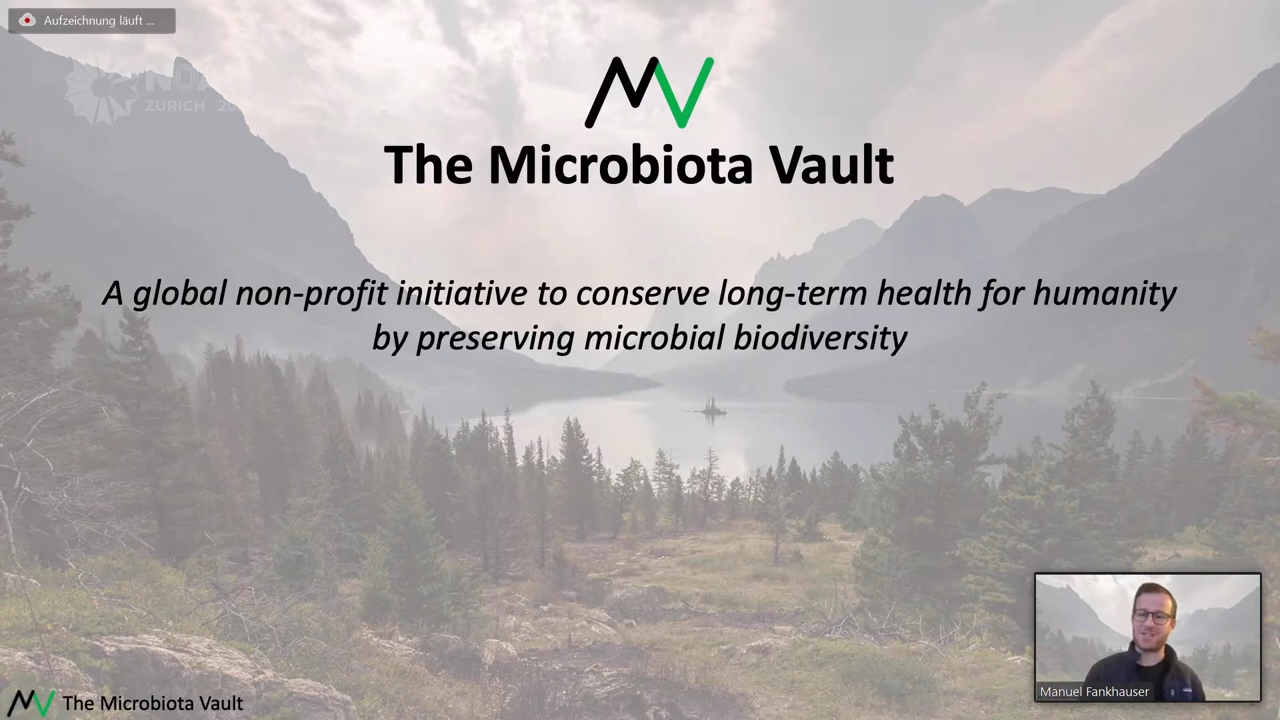 Aufzeichnung läuft ...
ZURICH
The Microbiota Vault
A global non-profit initiative to conserve long-term health for humanity
by preserving microbial biodiversity
Manuel Fankhauser
The Microbiota Vault